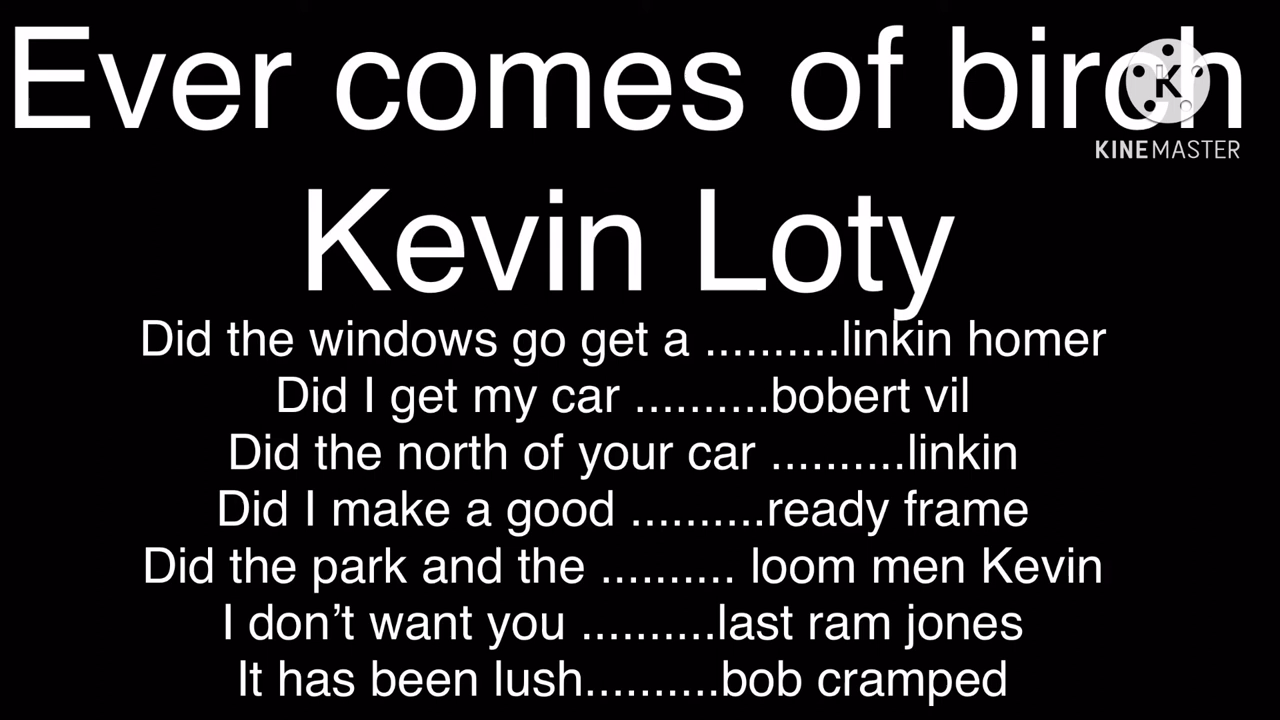 Ever comes of birch
KINEMASTER
Kevin Loty
Did the windows go get a ..........linkin homer
Did I get my car ..........bobert vil
Did the north of your car ..........linkin
Did I make a good ..........ready frame
Did the park and the .......... loom men Kevin
I don’t want you ..........last ram jones
It has been lush..........bob cramped